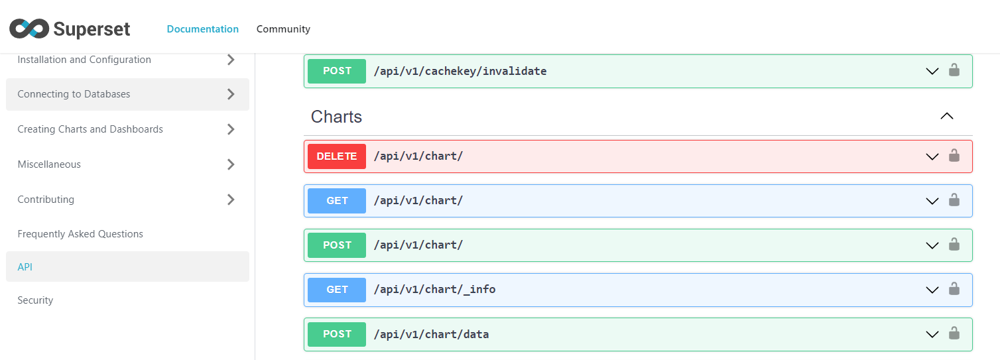 Superset
Documentation
Community
Installation and Configuration
Connecting to Databases
Creating Charts and Dashboards
Miscellaneous
Contributing
Frequently Asked Questions
API
Security
POST /api/v1/cachekey/invalidate
Charts
DELETE /api/v1/chart/
GET /api/v1/chart/
POST /api/v1/chart/
GET /api/v1/chart/_info
POST /api/v1/chart/data